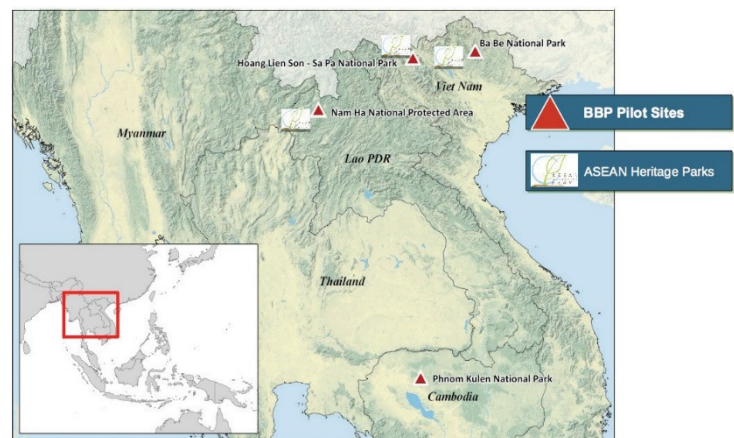 Ba Be National Park
Hoang Lien Son - Sa Pa National Park
Viet Nam
Nam Ha National Protected Area
Myanmar
Lao PDR
Thailand
Phnom Kulen National Park
Cambodia
BBP Pilot Sites
ASEAN Heritage Parks